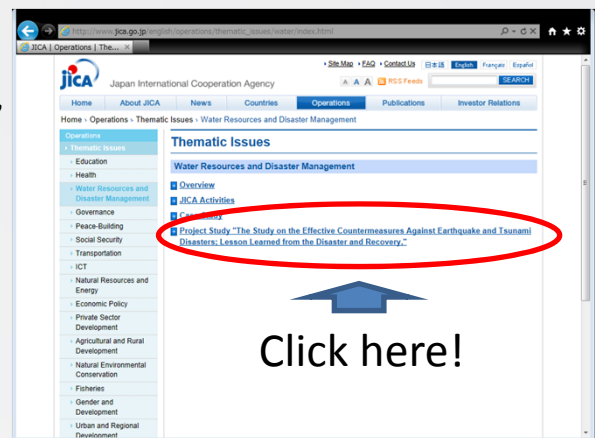 http://www.jica.go.jp/english/operations/thematic_issues/water/index.html
JICA | Operations | The...
Site Map FAQ Contact Us 日本語 English Français Español
jica Japan International Cooperation Agency
A A A RSS Feeds SEARCH
Home About JICA News Countries Operations Publications Investor Relations
Home › Operations › Thematic Issues › Water Resources and Disaster Management
Operations
Thematic Issues
Education
Health
Water Resources and
Disaster Management
Governance
Peace-Building
Social Security
Transportation
ICT
Natural Resources and
Energy
Economic Policy
Private Sector
Development
Agricultural and Rural
Development
Natural Environmental
Conservation
Fisheries
Gender and
Development
Urban and Regional
Development
Thematic Issues
Water Resources and Disaster Management
Overview
JICA Activities
Case Study
Project Study "The Study on the Effective Countermeasures Against Earthquake and Tsunami
Disasters; Lesson Learned from the Disaster and Recovery,"
Click here!